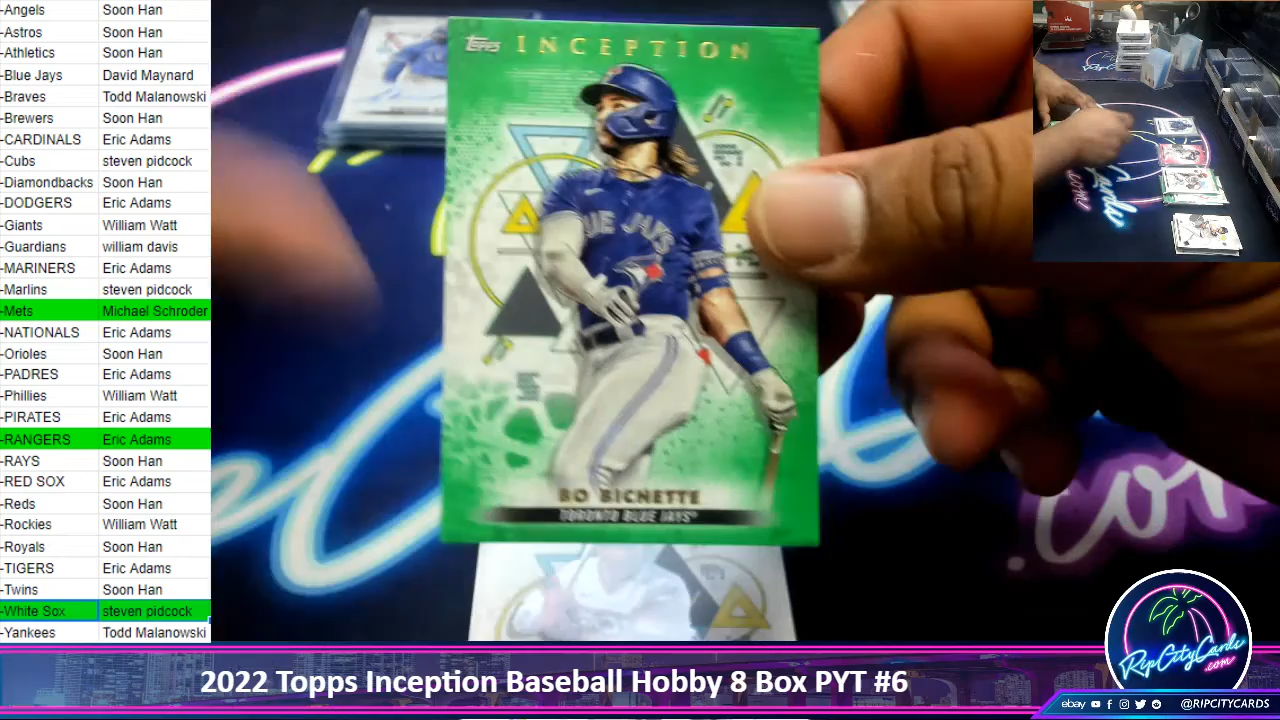 -Angels Soon Han
-Astros Soon Han
-Athletics Soon Han
-Blue Jays David Maynard
-Braves Todd Malanowski
-Brewers Soon Han
-CARDINALS Eric Adams
-Cubs steven pidcock
-Diamondbacks Soon Han
-DODGERS Eric Adams
-Giants William Watt
-Guardians william davis
-MARINERS Eric Adams
-Marlins steven pidcock
-Mets Michael Schroder
-NATIONALS Eric Adams
-Orioles Soon Han
-PADRES Eric Adams
-Phillies William Watt
-PIRATES Eric Adams
-RANGERS Eric Adams
-RAYS Soon Han
-RED SOX Eric Adams
-Reds Soon Han
-Rockies William Watt
-Royals Soon Han
-TIGERS Eric Adams
-Twins Soon Han
-White Sox steven pidcock
-Yankees Todd Malanowski
Topps INCEPTION
BLUE JAYS
BO BICHETTE
TORONTO BLUE JAYS
.com
RipCityCards
.com
2022 Topps Inception Baseball Hobby 8 Box PYT #6
ebay @RIPCITYCARDS